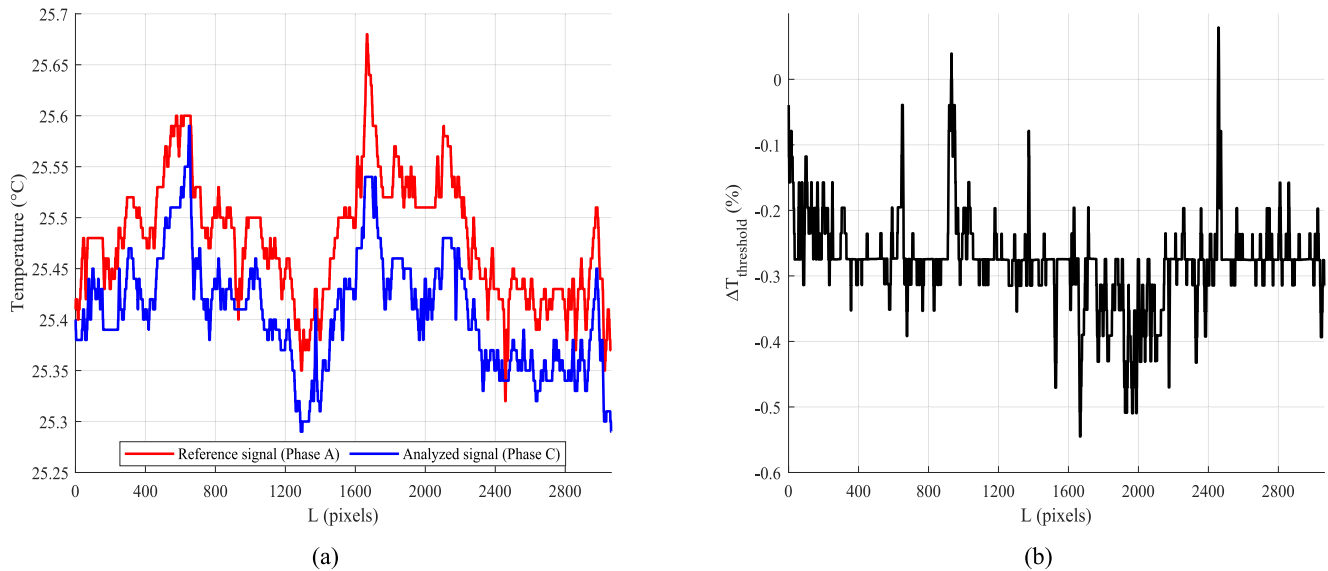 25.7
25.65
25.6
25.55
25.5
25.45
25.4
25.35
25.3
25.25
Temperature (°C)
0 400 800 1200 1600 2000 2400 2800
L (pixels)
Reference signal (Phase A) Analyzed signal (Phase C)
(a)
0
-0.1
-0.2
-0.3
-0.4
-0.5
-0.6
ΔTthreshold (%)
0 400 800 1200 1600 2000 2400 2800
L (pixels)
(b)